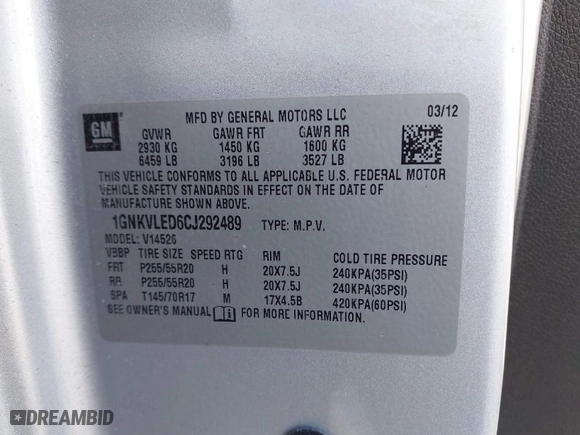 MFD BY GENERAL MOTORS LLC 03/12
GM
GVWR GAWR FRT GAWR RR
2930 KG 1450 KG 1600 KG
6459 LB 3196 LB 3527 LB
THIS VEHICLE CONFORMS TO ALL APPLICABLE U.S. FEDERAL MOTOR
VEHICLE SAFETY STANDARDS IN EFFECT ON THE DATE OF
MANUFACTURE SHOWN ABOVE.
1GNKVLED6CJ292489 TYPE: M.P.V.
MODEL: V14526
VBBP TIRE SIZE SPEED RTG RIM COLD TIRE PRESSURE
FRT P255/55R20 H 20X7.5J 240KPA(35PSI)
RR P255/55R20 H 20X7.5J 240KPA(35PSI)
SPA T145/70R17 M 17X4.5B 420KPA(60PSI)
SEE OWNER'S MANUAL i FOR MORE INFORMATION.
DREAMBID